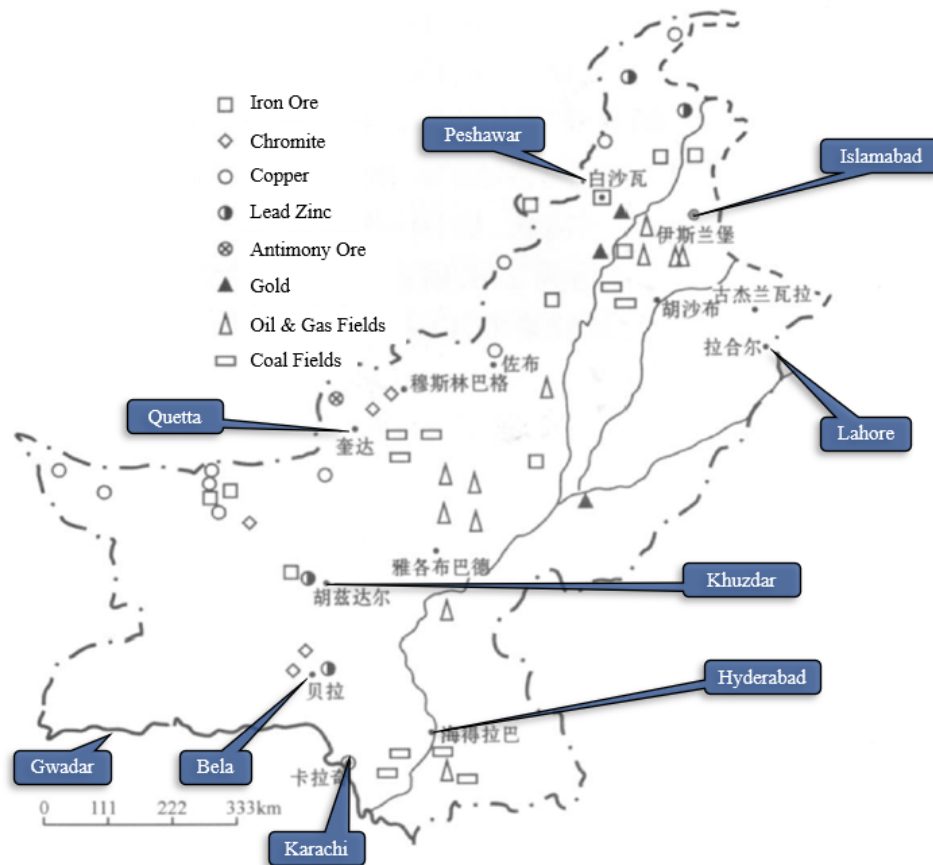 Iron Ore
Chromite
Peshawar
Copper
Islamabad
白沙瓦
Lead Zinc
伊斯兰堡
Antimony Ore
Gold
古杰兰瓦拉
胡沙布
Oil & Gas Fields
拉合尔
Coal Fields
佐布
穆斯林巴格
Quetta
Lahore
奎达
雅各布巴德
Khuzdar
胡兹达尔
Hyderabad
贝拉
海得拉巴
Gwadar
Bela
卡拉奇
0 111 222 333km
Karachi